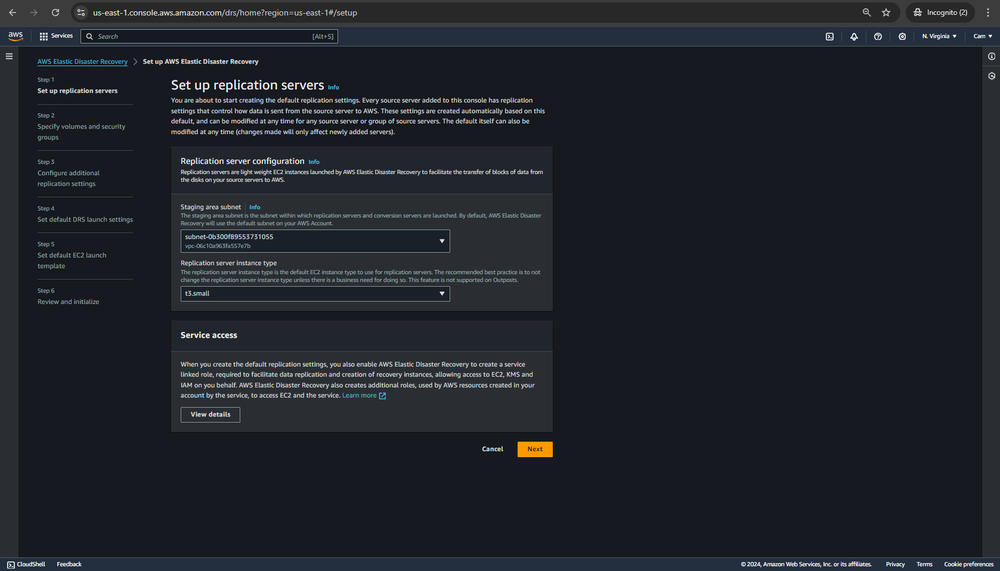 us-east-1.console.aws.amazon.com/drs/home?region=us-east-1#/setup
Incognito (2)
aws
Services
Search
[Alt+S]
N. Virginia
Cam
AWS Elastic Disaster Recovery
Set up AWS Elastic Disaster Recovery
Step 1
Set up replication servers
Step 2
Specify volumes and security
groups
Step 3
Configure additional
replication settings
Step 4
Set default DRS launch settings
Step 5
Set default EC2 launch
template
Step 6
Review and initialize
Set up replication servers Info
You are about to start creating the default replication settings. Every source server added to this console has replication
settings that control how data is sent from the source server to AWS. These settings are created automatically based on this
default, and can be modified at any time for any source server or group of source servers. The default itself can also be
modified at any time (changes made will only affect newly added servers).
Replication server configuration Info
Replication servers are light weight EC2 instances launched by AWS Elastic Disaster Recovery to facilitate the transfer of blocks of data from
the disks on your source servers to AWS.
Staging area subnet Info
The staging area subnet is the subnet within which replication servers and conversion servers are launched. By default, AWS Elastic Disaster
Recovery will use the default subnet on your AWS Account.
subnet-0b300f89553731055
vpc-06c10a963fa557e7b
Replication server instance type
The replication server instance type is the default EC2 instance type to use for replication servers. The recommended best practice is to not
change the replication server instance type unless there is a business need for doing so. This feature is not supported on Outposts.
t3.small
Service access
When you create the default replication settings, you also enable AWS Elastic Disaster Recovery to create a service
linked role, required to facilitate data replication and creation of recovery instances, allowing access to EC2, KMS and
IAM on you behalf. AWS Elastic Disaster Recovery also creates additional roles, used by AWS resources created in your
account by the service, to access EC2 and the service. Learn more
View details
Cancel
Next
CloudShell
Feedback
© 2024, Amazon Web Services, Inc. or its affiliates.
Privacy
Terms
Cookie preferences